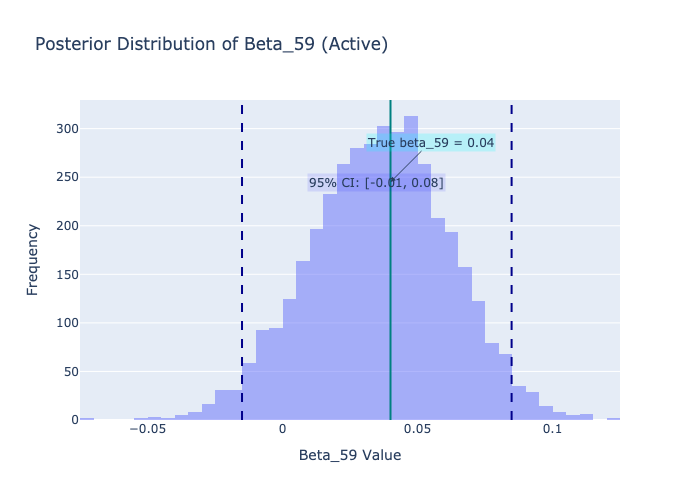 Posterior Distribution of Beta_59 (Active)
300
250
200
150
100
50
0
Frequency
True beta_59 = 0.04
95% CI: [-0.01, 0.08]
−0.05
0
0.05
0.1
Beta_59 Value